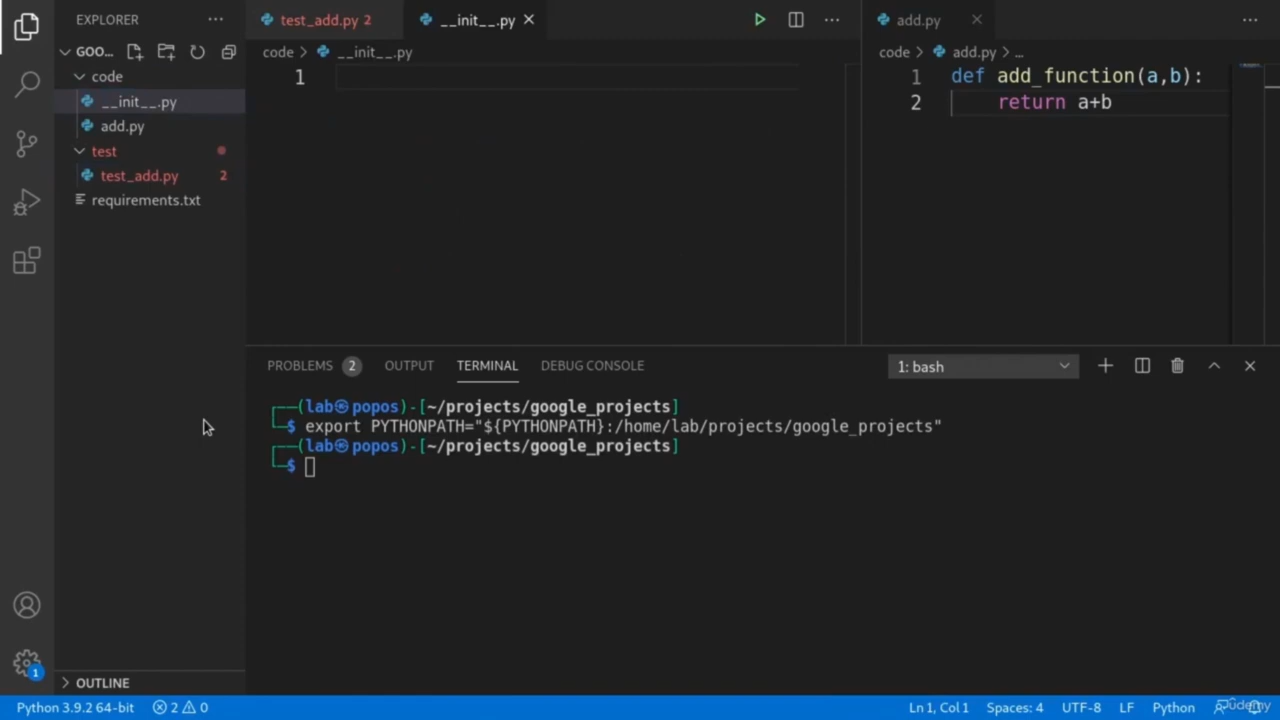 EXPLORER
GOO...
code
__init__.py
add.py
test
test_add.py 2
requirements.txt
OUTLINE
test_add.py 2
__init__.py
code > __init__.py
1
add.py
code > add.py > ...
1 def add_function(a,b):
2 return a+b
PROBLEMS 2 OUTPUT TERMINAL DEBUG CONSOLE
1: bash
(lab㉿popos)-[~/projects/google_projects]
$ export PYTHONPATH="${PYTHONPATH}:/home/lab/projects/google_projects"
(lab㉿popos)-[~/projects/google_projects]
$
1
Python 3.9.2 64-bit 2 0 Ln 1, Col 1 Spaces: 4 UTF-8 LF Python
Udemy